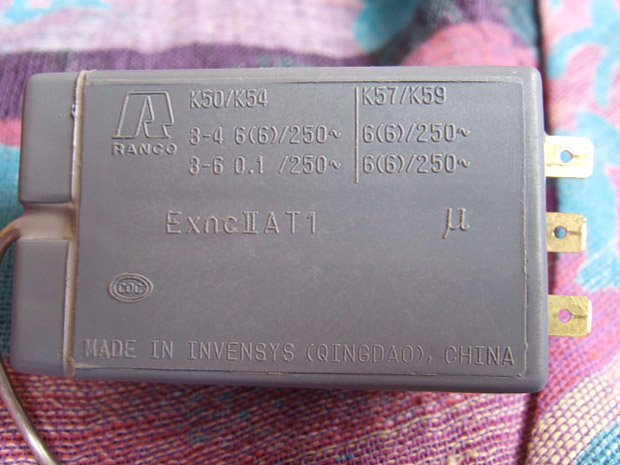 K50/K54 K57/K59
RANCO
3-4 6(6)/250~ 6(6)/250~
3-6 0.1 /250~ 6(6)/250~
ExncⅡAT1 µ
MADE IN INVENSYS (QINGDAO), CHINA